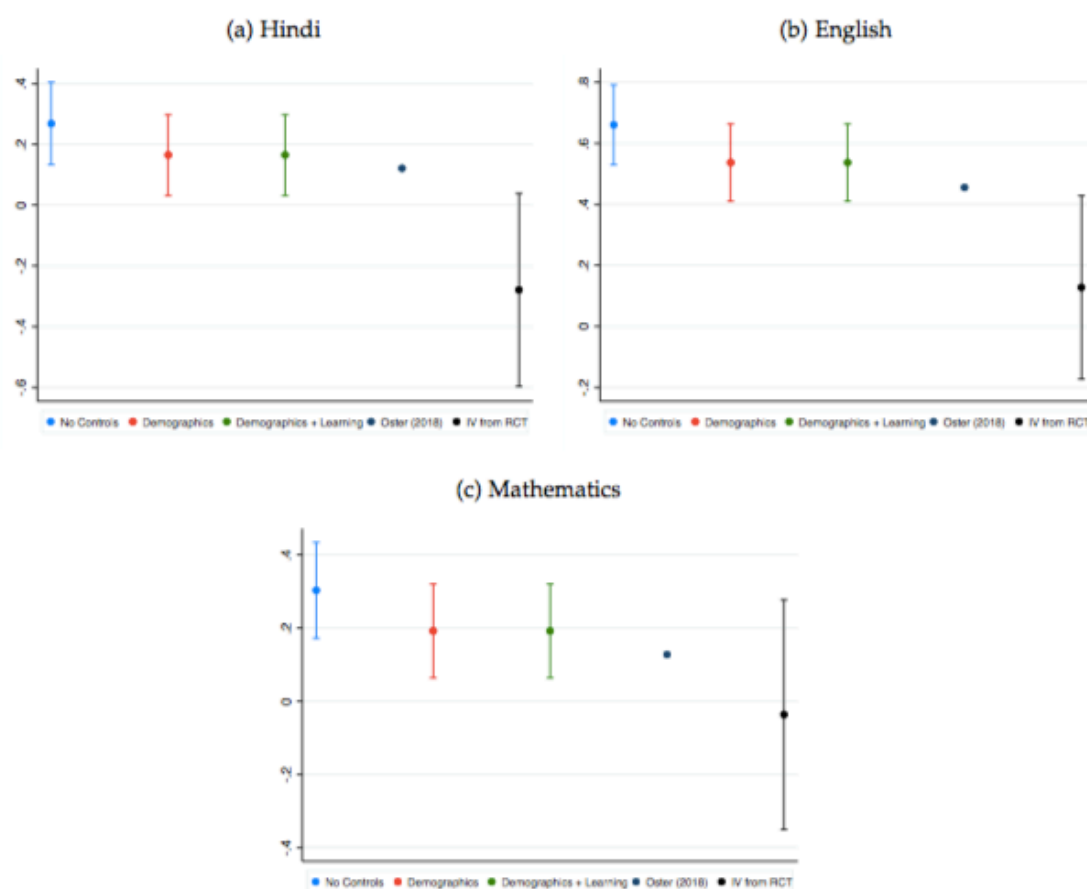 (a) Hindi
.4
.2
0
-.2
-.4
-.6
No Controls Demographics Demographics + Learning Oster (2018) IV from RCT
(b) English
.8
.6
.4
.2
0
-.2
No Controls Demographics Demographics + Learning Oster (2018) IV from RCT
(c) Mathematics
.4
.2
0
-.2
-.4
No Controls Demographics Demographics + Learning Oster (2018) IV from RCT